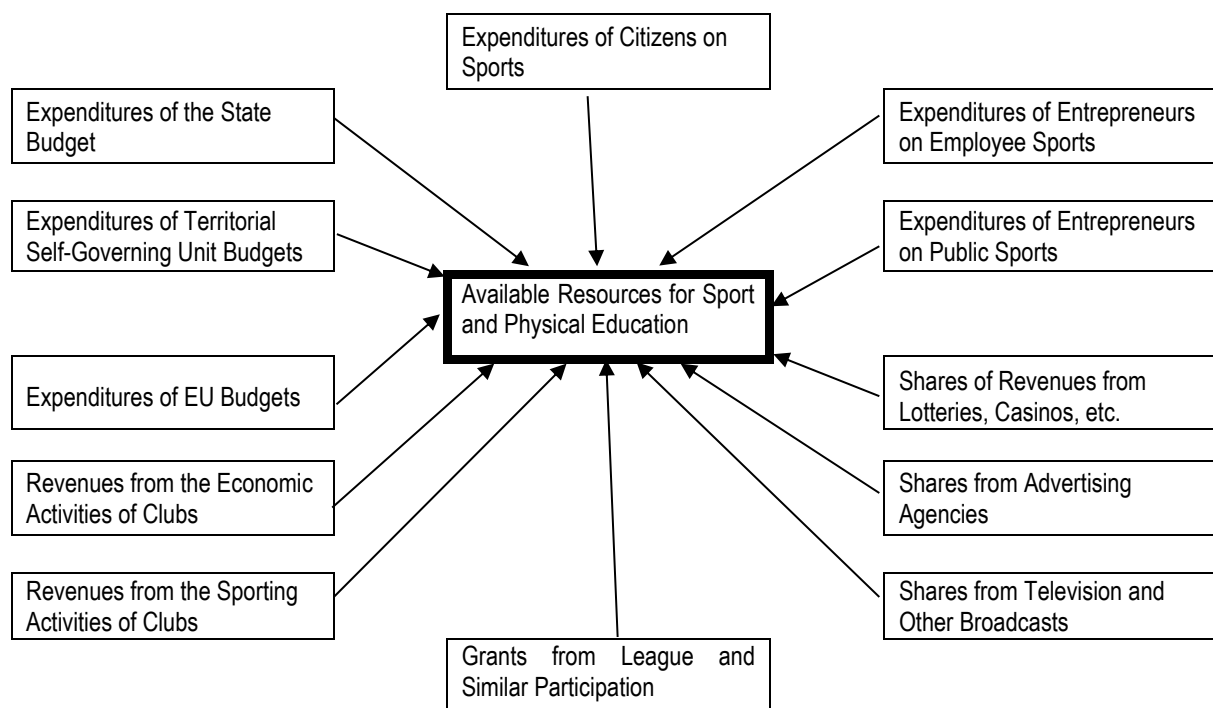 Expenditures of Citizens on
Sports
Expenditures of the State
Budget
Expenditures of Entrepreneurs
on Employee Sports
Expenditures of Territorial
Self-Governing Unit Budgets
Expenditures of Entrepreneurs
on Public Sports
Available Resources for Sport
and Physical Education
Expenditures of EU Budgets
Shares of Revenues from
Lotteries, Casinos, etc.
Revenues from the Economic
Activities of Clubs
Shares from Advertising
Agencies
Revenues from the Sporting
Activities of Clubs
Shares from Television and
Other Broadcasts
Grants from League and
Similar Participation